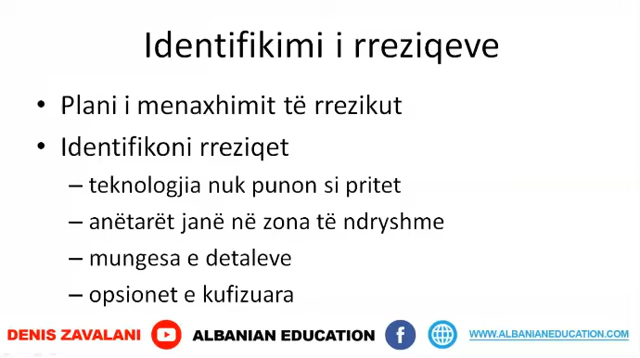 Identifikimi i rreziqeve
• Plani i menaxhimit të rrezikut
• Identifikoni rreziqet
– teknologjia nuk punon si pritet
– anëtarët janë në zona të ndryshme
– mungesa e detaleve
– opsionet e kufizuara
DENIS ZAVALANI ALBANIAN EDUCATION f WWW.ALBANIANEDUCATION.COM